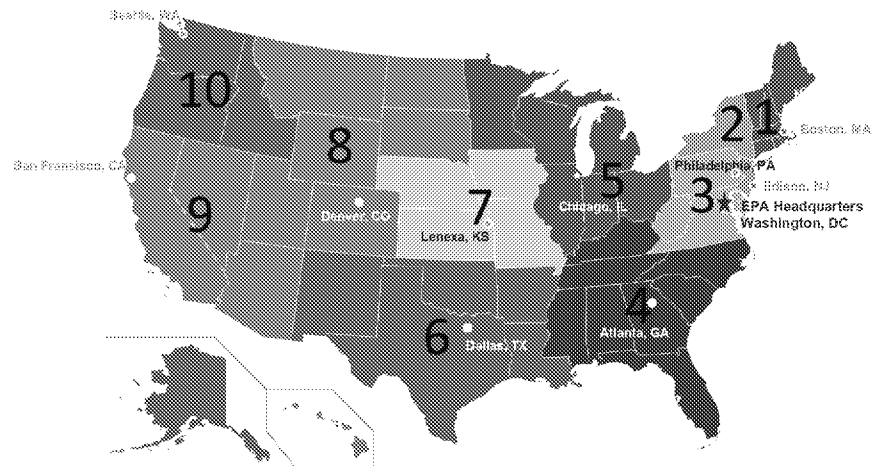 Seattle, WA
10
8
2
1
Boston, MA
San Francisco, CA
Philadelphia, PA
5
3
Edison, NJ
9
7
Denver, CO
Chicago, IL
EPA Headquarters
Washington, DC
Lenexa, KS
4
6
Atlanta, GA
Dallas, TX